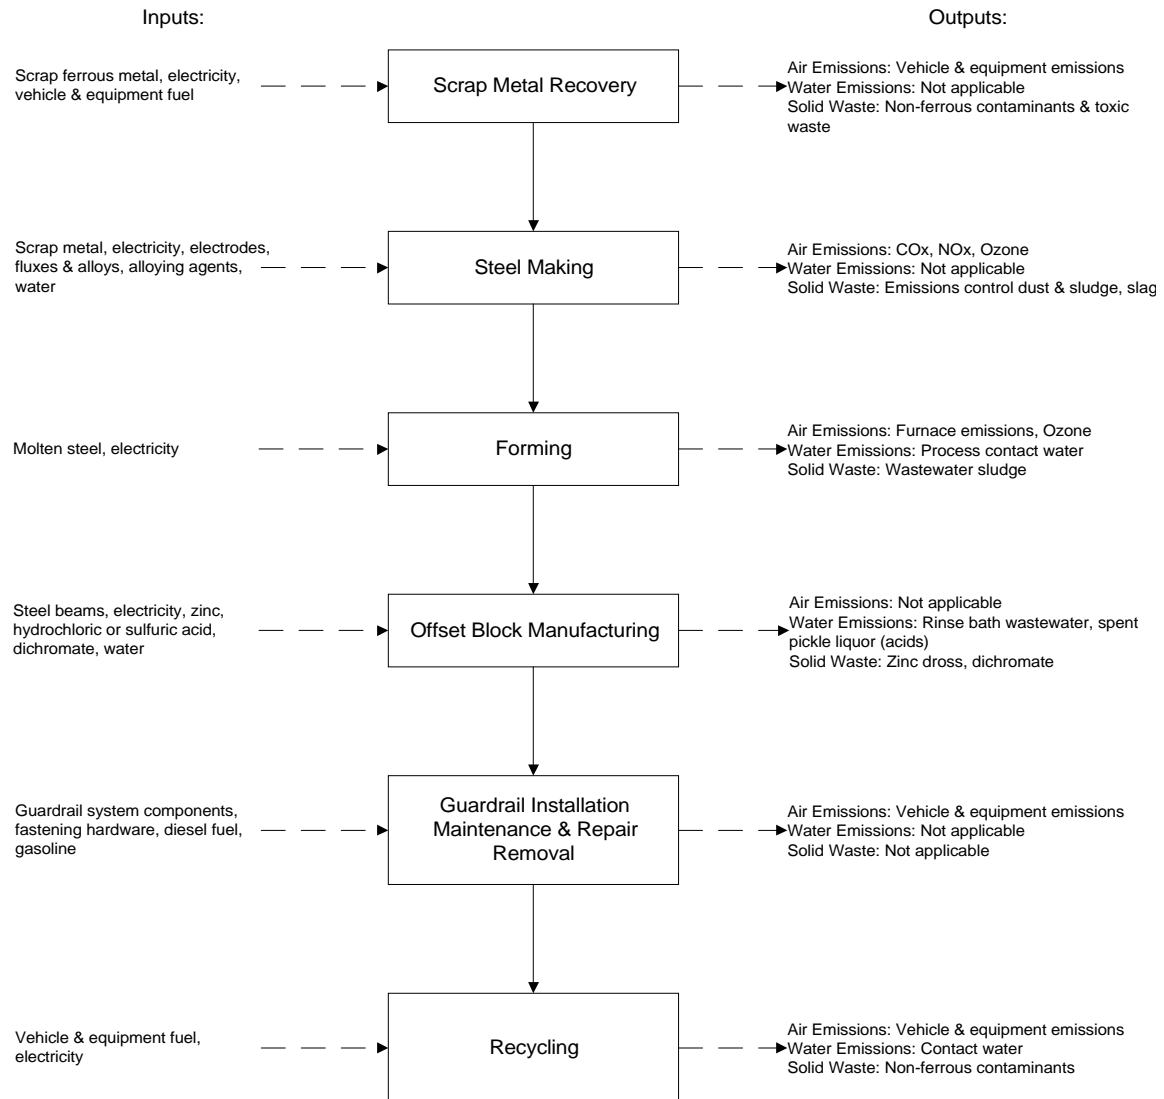 Inputs:
Outputs:
Scrap ferrous metal, electricity,
vehicle & equipment fuel
Scrap Metal Recovery
Air Emissions: Vehicle & equipment emissions
Water Emissions: Not applicable
Solid Waste: Non-ferrous contaminants & toxic
waste
Scrap metal, electricity, electrodes,
fluxes & alloys, alloying agents,
water
Steel Making
Air Emissions: COx, NOx, Ozone
Water Emissions: Not applicable
Solid Waste: Emissions control dust & sludge, slag
Molten steel, electricity
Forming
Air Emissions: Furnace emissions, Ozone
Water Emissions: Process contact water
Solid Waste: Wastewater sludge
Steel beams, electricity, zinc,
hydrochloric or sulfuric acid,
dichromate, water
Offset Block Manufacturing
Air Emissions: Not applicable
Water Emissions: Rinse bath wastewater, spent
pickle liquor (acids)
Solid Waste: Zinc dross, dichromate
Guardrail system components,
fastening hardware, diesel fuel,
gasoline
Guardrail Installation
Maintenance & Repair
Removal
Air Emissions: Vehicle & equipment emissions
Water Emissions: Not applicable
Solid Waste: Not applicable
Vehicle & equipment fuel,
electricity
Recycling
Air Emissions: Vehicle & equipment emissions
Water Emissions: Contact water
Solid Waste: Non-ferrous contaminants